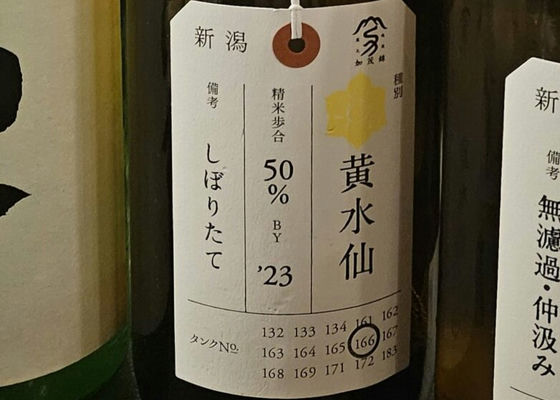 新潟
加茂錦
種別
黄水仙
精米歩合
50
%
BY
'23
備考
しぼりたて
タンクNo.
132 133 134 161 162
163 164 165 166 167
168 169 171 172 183
新
備考
無濾過・仲汲み